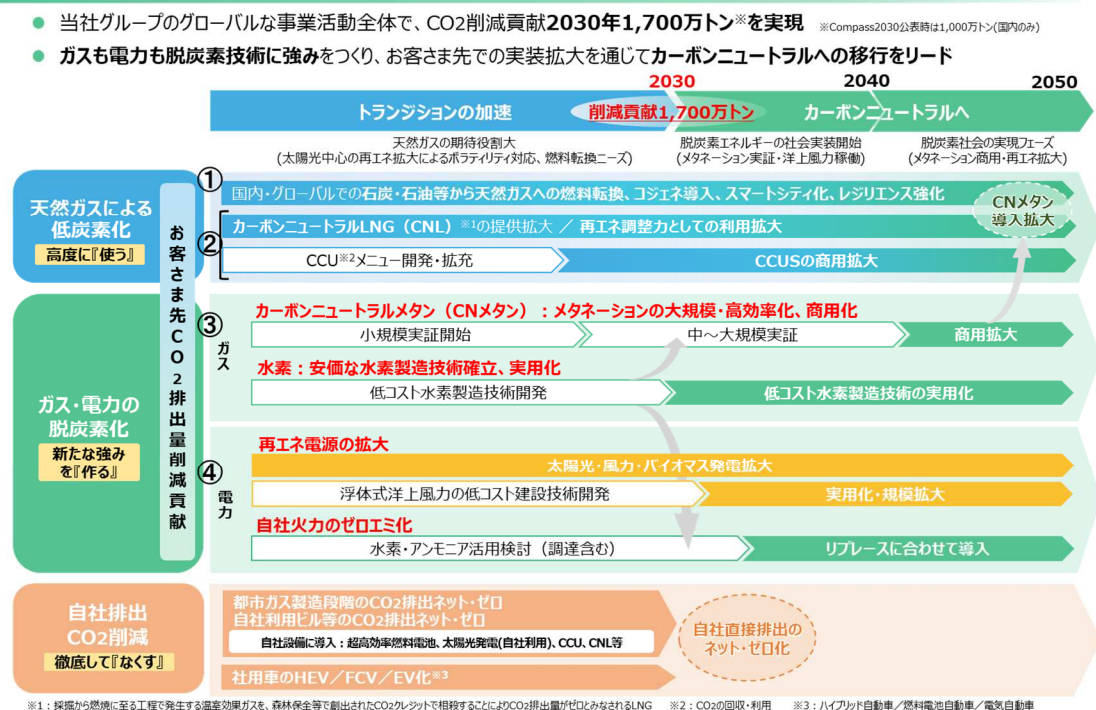 ● 当社グループのグローバルな事業活動全体で、CO2削減貢献2030年1,700万トン※を実現 ※Compass2030公表時は1,000万トン(国内のみ)
● ガスも電力も脱炭素技術に強みをつくり、お客さま先での実装拡大を通じてカーボンニュートラルへの移行をリード
2030 2040 2050
トランジションの加速 削減貢献1,700万トン カーボンニュートラルへ
天然ガスの期待役割大
(太陽光中心の再エネ拡大によるボラティリティ対応、燃料転換ニーズ)
脱炭素エネルギーの社会実装開始
(メタネーション実証・洋上風力稼働)
脱炭素社会の実現フェーズ
(メタネーション商用・再エネ拡大)
天然ガスによる
低炭素化
高度に『使う』
お客さま先CO2排出量削減貢献
①
国内・グローバルでの石炭・石油等から天然ガスへの燃料転換、コジェネ導入、スマートシティ化、レジリエンス強化
②
カーボンニュートラルLNG（CNL）※1の提供拡大 ／ 再エネ調整力としての利用拡大
CCU※2メニュー開発・拡充
CCUSの商用拡大
CNメタン
導入拡大
ガス・電力の
脱炭素化
新たな強み
を『作る』
③
ガス
カーボンニュートラルメタン（CNメタン）：メタネーションの大規模・高効率化、商用化
小規模実証開始 中～大規模実証 商用拡大
水素：安価な水素製造技術確立、実用化
低コスト水素製造技術開発 低コスト水素製造技術の実用化
④
電力
再エネ電源の拡大
太陽光・風力・バイオマス発電拡大
浮体式洋上風力の低コスト建設技術開発 実用化・規模拡大
自社火力のゼロエミ化
水素・アンモニア活用検討（調達含む） リプレースに合わせて導入
自社排出
CO2削減
徹底して『なくす』
都市ガス製造段階のCO2排出ネット・ゼロ
自社利用ビル等のCO2排出ネット・ゼロ
自社設備に導入：超高効率燃料電池、太陽光発電(自社利用)、CCU、CNL等
社用車のHEV／FCV／EV化※3
自社直接排出の
ネット・ゼロ化
※1：採掘から燃焼に至る工程で発生する温室効果ガスを、森林保全等で創出されたCO2クレジットで相殺することによりCO2排出量がゼロとみなされるLNG ※2：CO2の回収・利用 ※3：ハイブリッド自動車／燃料電池自動車／電気自動車